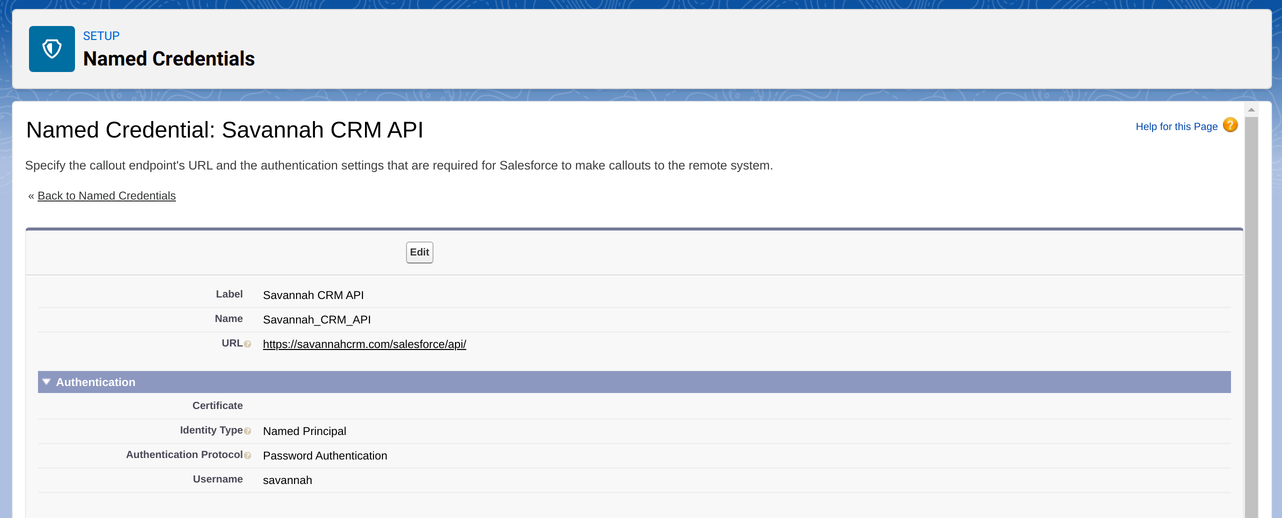 SETUP
Named Credentials
Named Credential: Savannah CRM API
Help for this Page ?
Specify the callout endpoint's URL and the authentication settings that are required for Salesforce to make callouts to the remote system.
« Back to Named Credentials
Edit
Label Savannah CRM API
Name Savannah_CRM_API
URL ? https://savannahcrm.com/salesforce/api/
Authentication
Certificate
Identity Type ? Named Principal
Authentication Protocol ? Password Authentication
Username savannah